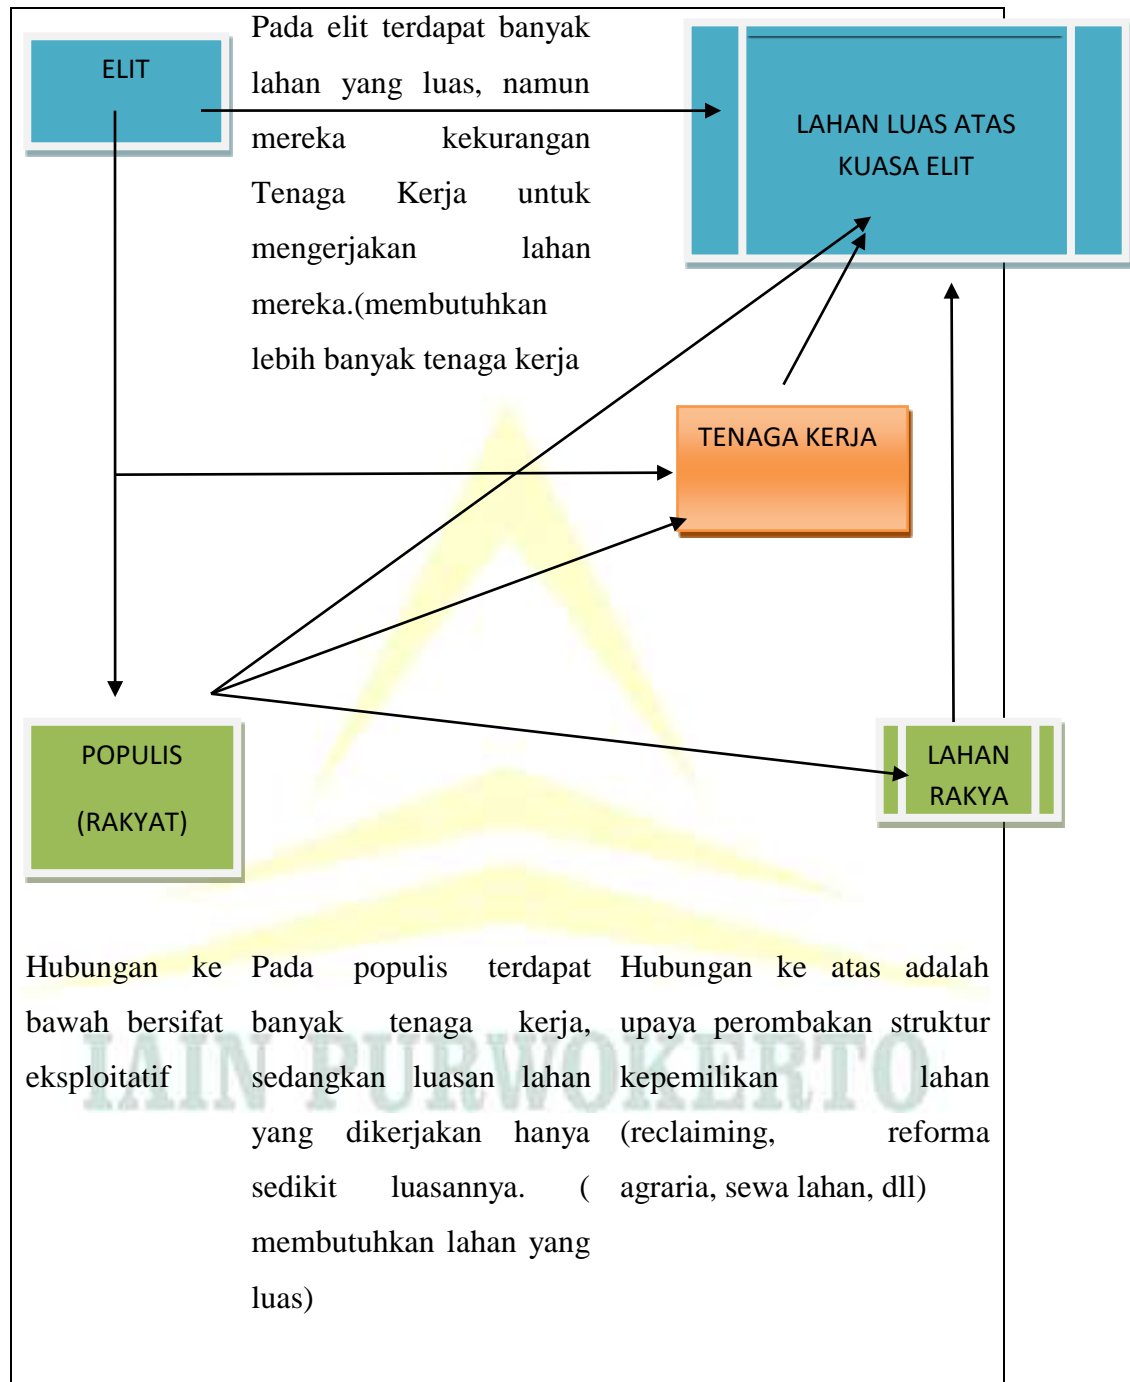 ELIT
Pada elit terdapat banyak
lahan yang luas, namun
mereka kekurangan
Tenaga Kerja untuk
mengerjakan lahan
mereka.(membutuhkan
lebih banyak tenaga kerja
LAHAN LUAS ATAS
KUASA ELIT
TENAGA KERJA
POPULIS
(RAKYAT)
LAHAN
RAKYA
Hubungan ke
bawah bersifat
eksploitatif
Pada populis terdapat
banyak tenaga kerja,
sedangkan luasan lahan
yang dikerjakan hanya
sedikit luasannya. (
membutuhkan lahan yang
luas)
Hubungan ke atas adalah
upaya perombakan struktur
kepemilikan lahan
(reclaiming, reforma
agraria, sewa lahan, dll)
IAIN PURWOKERTO